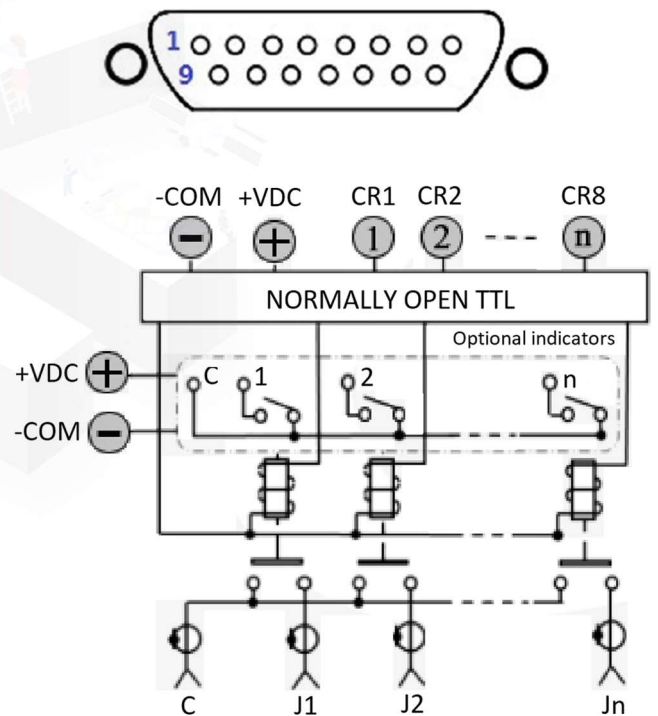 1
9
-COM +VDC CR1 CR2 CR8
− + 1 2 n
NORMALLY OPEN TTL
Optional indicators
+VDC +
C 1 2 n
-COM −
C J1 J2 Jn